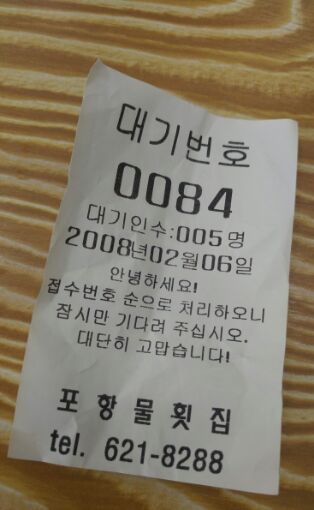 대기번호
0084
대기인수:005명
2008년02월06일
안녕하세요!
접수번호 순으로 처리하오니
잠시만 기다려 주십시오.
대단히 고맙습니다!
포항물횟집
tel. 621-8288